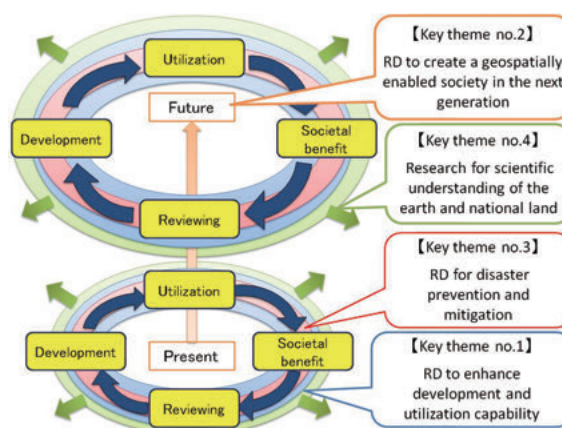 【Key theme no.2】
RD to create a geospatially
enabled society in the next
generation
Utilization
Future
Development
Societal
benefit
Reviewing
【Key theme no.4】
Research for scientific
understanding of the
earth and national land
【Key theme no.3】
RD for disaster
prevention and
mitigation
Utilization
Development
Present
Societal
benefit
Reviewing
【Key theme no.1】
RD to enhance
development and
utilization capability